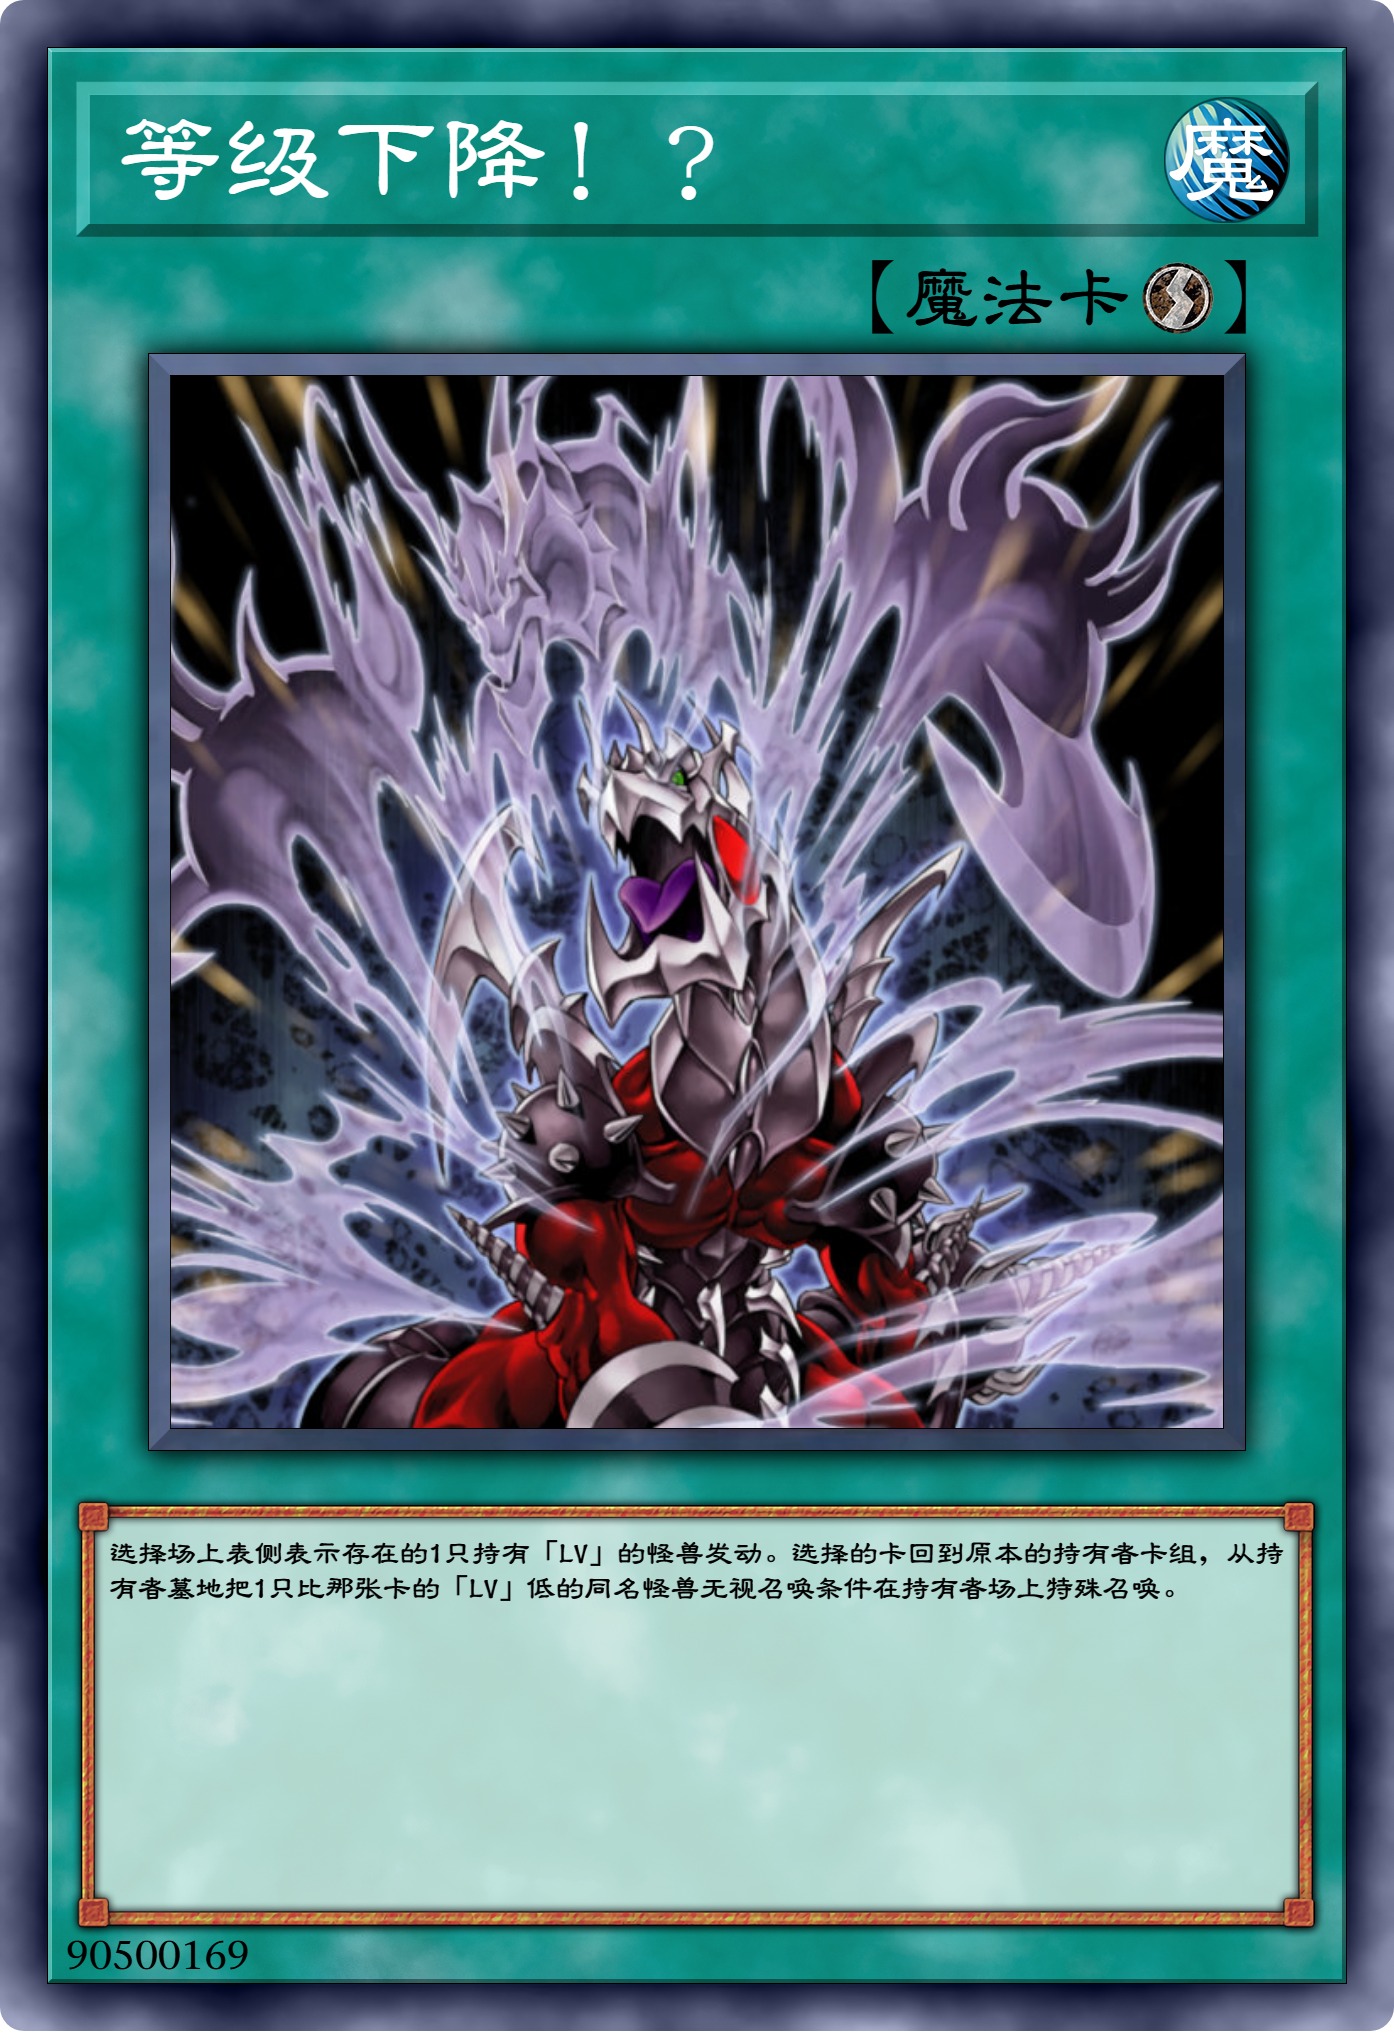 等级下降！？
魔
【魔法卡】
选择场上表侧表示存在的1只持有「LV」的怪兽发动。选择的卡回到原本的持有者卡组，从持
有者墓地把1只比那张卡的「LV」低的同名怪兽无视召唤条件在持有者场上特殊召唤。
90500169